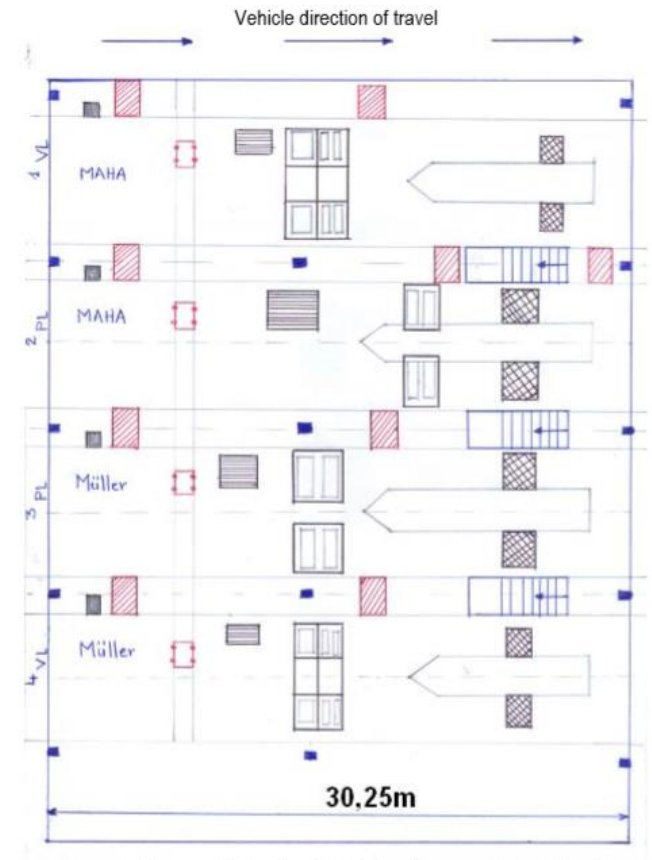 Vehicle direction of travel
1 VL
MAHA
2 PL
MAHA
3 PL
Müller
4 VL
Müller
30,25m